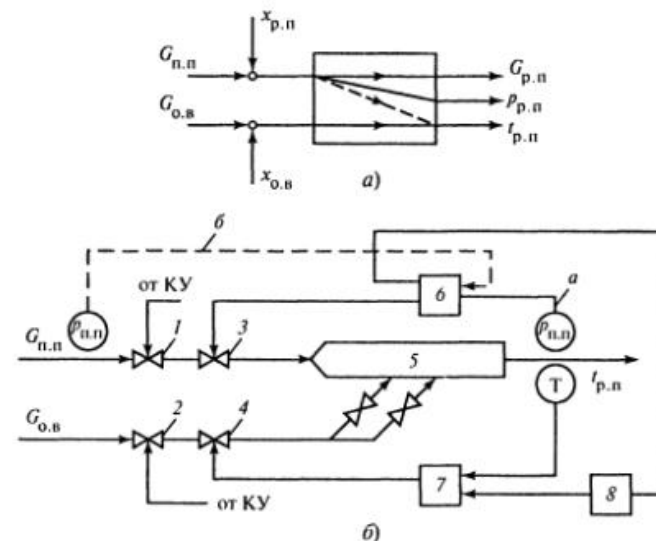 x р.п
G п.п
G р.п
p р.п
G о.в
t р.п
x о.в
а)
б
от КУ
6
а
p п.п
p п.п
G п.п
1
3
5
t р.п
T
G о.в
2
4
от КУ
7
8
б)